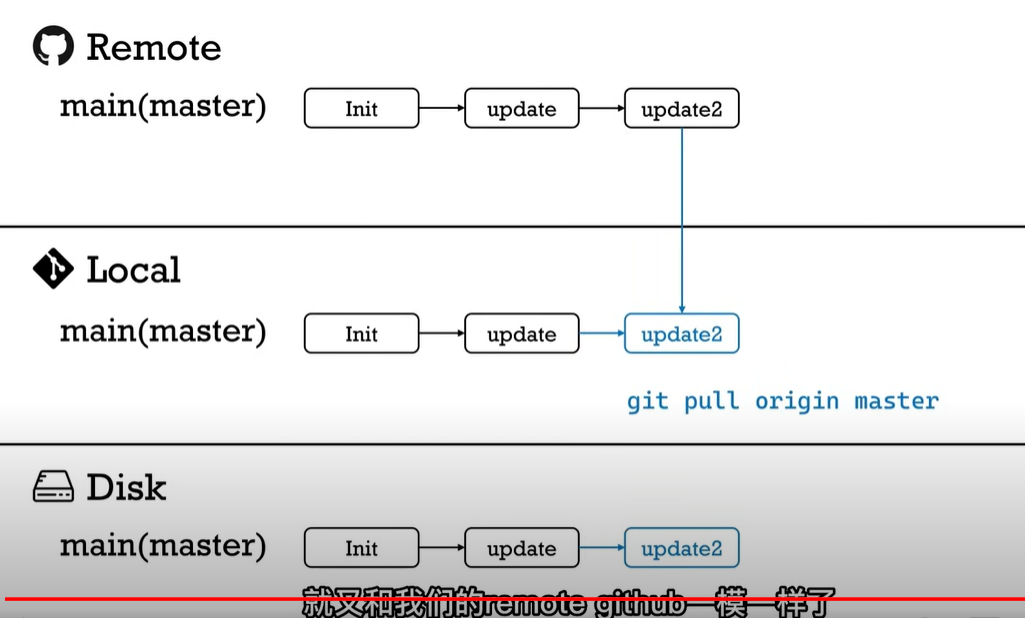 Remote
main(master)
Init
update
update2
Local
main(master)
Init
update
update2
git pull origin master
Disk
main(master)
Init
update
update2
就又和我们的remote github一模一样了